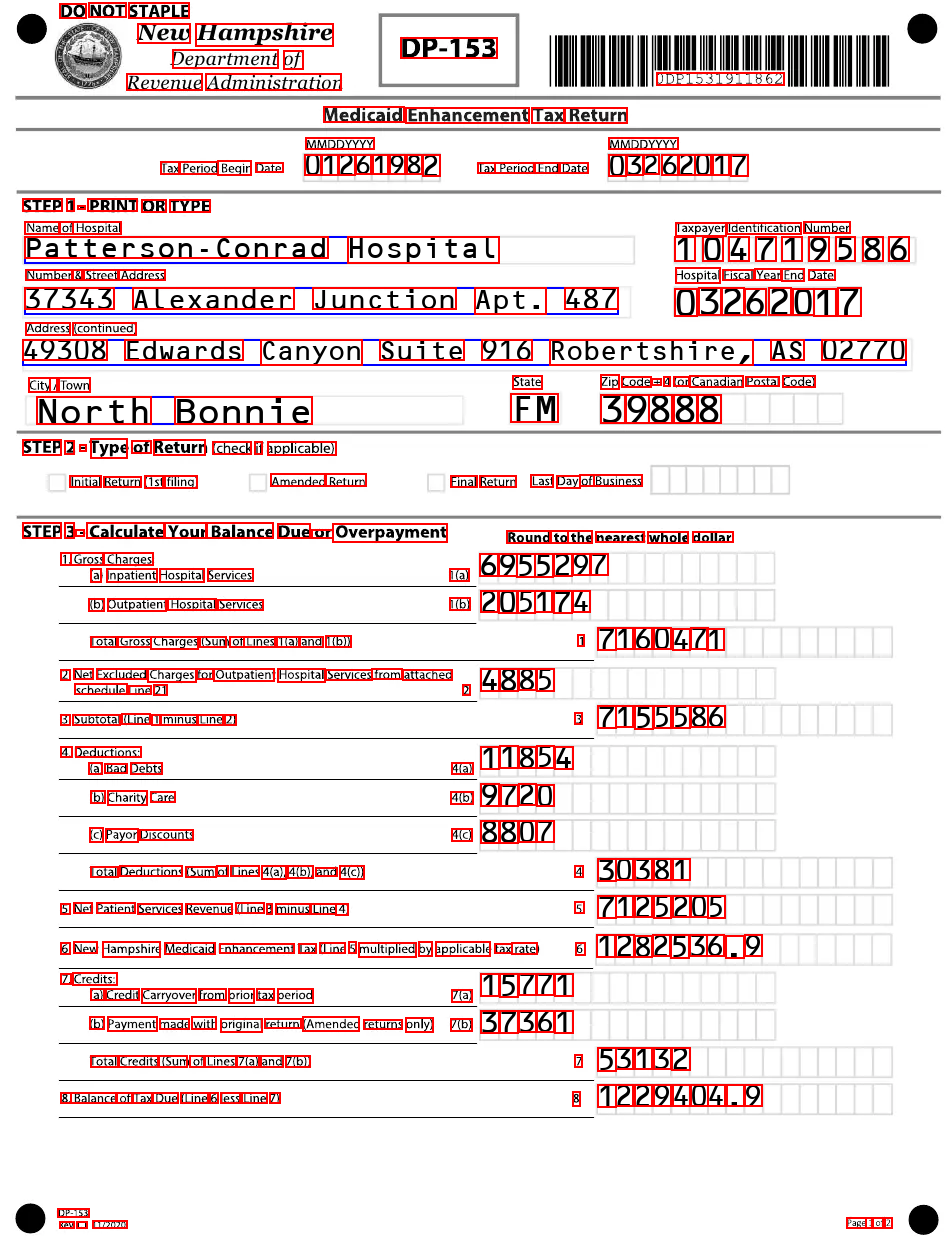 DO NOT STAPLE
New Hampshire
Department of
Revenue Administration
DP-153
0DP1531911862
Medicaid Enhancement Tax Return
MMDDYYYY MMDDYYYY
Tax Period Begin Date 01261982 Tax Period End Date 03262017
STEP 1 - PRINT OR TYPE
Name of Hospital Taxpayer Identification Number
Patterson-Conrad Hospital 104719586
Number & Street Address Hospital Fiscal Year End Date
37343 Alexander Junction Apt. 487 03262017
Address (continued)
49308 Edwards Canyon Suite 916 Robertshire, AS 02770
City / Town State Zip Code + 4 (or Canadian Postal Code)
North Bonnie FM 39888
STEP 2 - Type of Return (check if applicable)
Initial Return (1st filing) Amended Return Final Return Last Day of Business
STEP 3 - Calculate Your Balance Due or Overpayment Round to the nearest whole dollar
1. Gross Charges
(a) Inpatient Hospital Services 1(a) 6955297
(b) Outpatient Hospital Services 1(b) 205174
Total Gross Charges (Sum of Lines 1(a) and 1(b)) 1 7160471
2. Net Excluded Charges for Outpatient Hospital Services from attached
schedule Line 21) 2 4885
3. Subtotal (Line 1 minus Line 2) 3 7155586
4. Deductions:
(a) Bad Debts 4(a) 11854
(b) Charity Care 4(b) 9720
(c) Payor Discounts 4(c) 8807
Total Deductions (Sum of Lines 4(a), 4(b), and 4(c)) 4 30381
5. Net Patient Services Revenue (Line 3 minus Line 4) 5 7125205
6. New Hampshire Medicaid Enhancement Tax (Line 5 multiplied by applicable tax rate) 6 1282536.9
7. Credits:
(a) Credit Carryover from prior tax period 7(a) 15771
(b) Payment made with original return (Amended returns only) 7(b) 37361
Total Credits (Sum of Lines 7(a) and 7(b)) 7 53132
8. Balance of Tax Due (Line 6 less Line 7) 8 1229404.9
DP-153
Rev 11/2020 Page 1 of 2